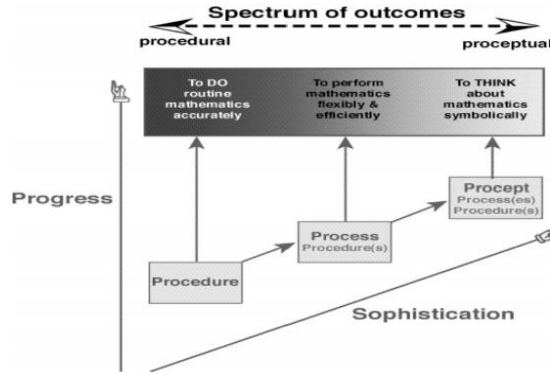 Spectrum of outcomes
procedural
proceptual
To DO
routine
mathematics
accurately
To perform
mathematics
flexibly &
efficiently
To THINK
about
mathematics
symbolically
Progress
Procept
Process(es)
Procedure(s)
Process
Procedure(s)
Procedure
Sophistication